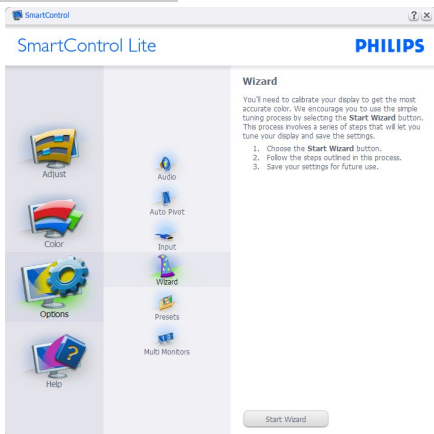 SmartControl
SmartControl Lite
PHILIPS
Adjust
Color
Options
Help
Audio
Auto Pivot
Input
Wizard
Presets
Multi Monitors
Wizard
You'll need to calibrate your display to get the most
accurate color. We encourage you to use the simple
tuning process by selecting the Start Wizard button.
This process involves a series of steps that will let you
tune your display and save the settings.
1. Choose the Start Wizard button.
2. Follow the steps outlined in this process.
3. Save your settings for future use.
Start Wizard